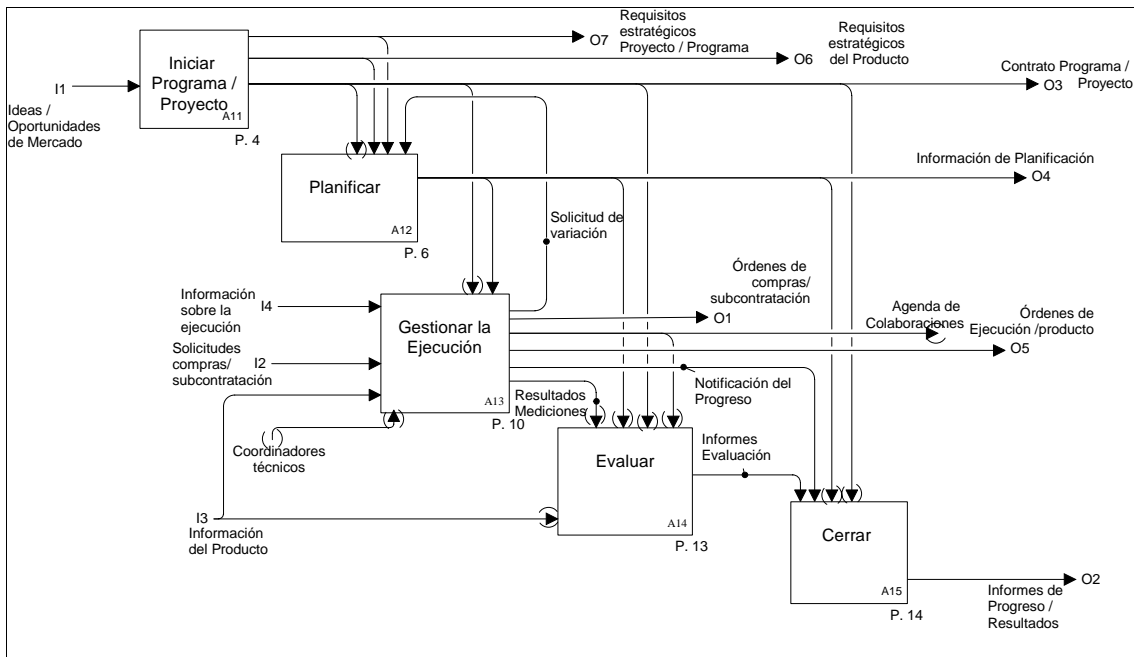 Requisitos
estratégicos
Proyecto / Programa
O7
Requisitos
estratégicos
del Producto
O6
Contrato Programa /
Proyecto
O3
Iniciar
Programa /
Proyecto
A11
P. 4
I1
Ideas /
Oportunidades
de Mercado
Información de Planificación
O4
Planificar
A12
P. 6
Solicitud de
variación
Órdenes de
compras/
subcontratación
O1
Información
sobre la
ejecución
I4
Gestionar la
Ejecución
A13
P. 10
Agenda de
Colaboraciones
Órdenes de
Ejecución /producto
O5
Solicitudes
compras/
subcontratación
I2
Notificación del
Progreso
Resultados
Mediciones
Coordinadores
técnicos
Informes
Evaluación
Evaluar
A14
P. 13
I3
Información
del Producto
Cerrar
A15
P. 14
O2
Informes de
Progreso /
Resultados